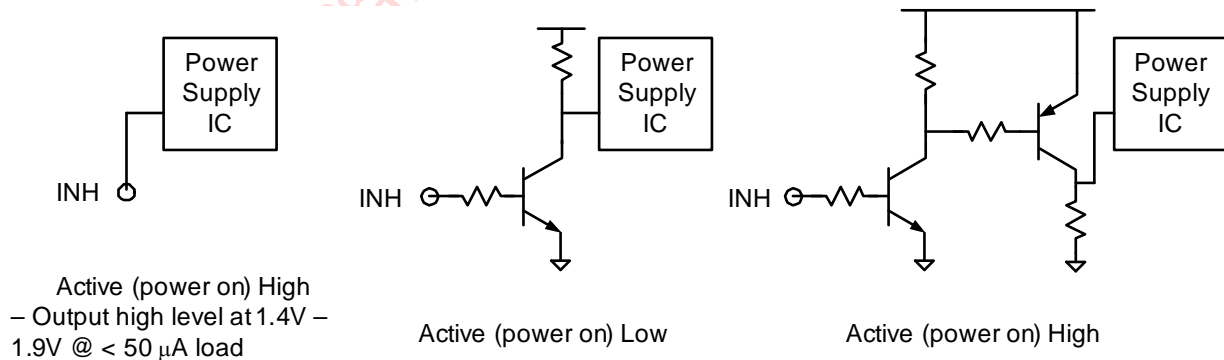 Power
Supply
IC
INH
Active (power on) High
– Output high level at 1.4V –
1.9V @ < 50 μA load
Power
Supply
IC
INH
Active (power on) Low
Power
Supply
IC
INH
Active (power on) High